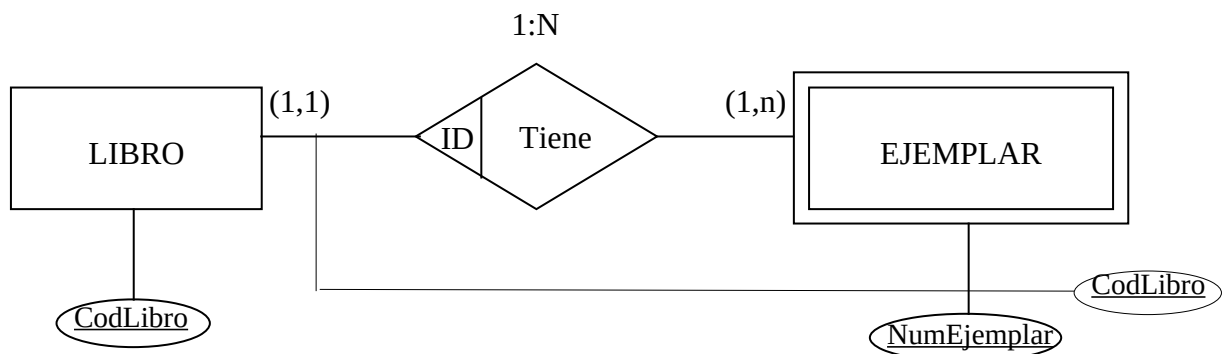 1:N
(1,1)
(1,n)
LIBRO
ID
Tiene
EJEMPLAR
CodLibro
CodLibro
NumEjemplar